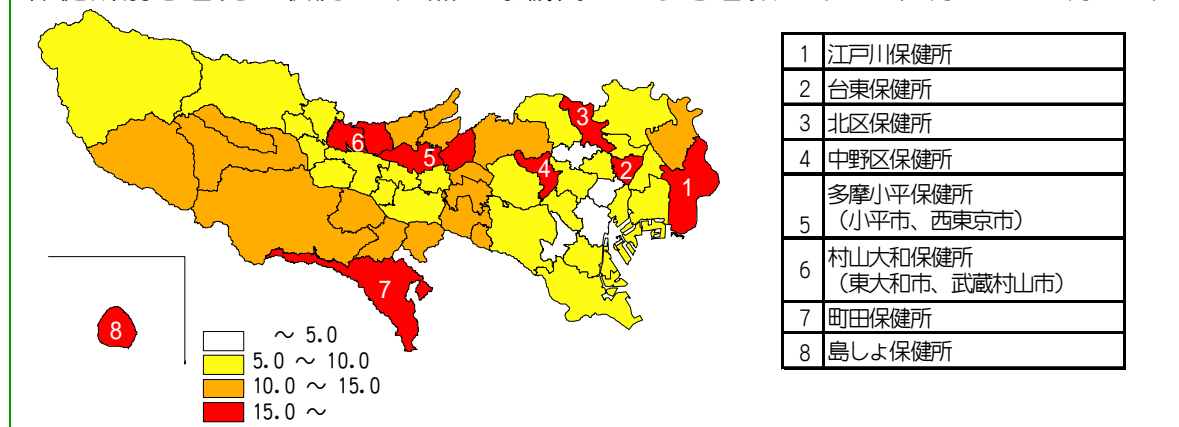 3
6
5
4
2
1
7
8
～ 5.0
5.0 ～ 10.0
10.0 ～ 15.0
15.0 ～
1 江戸川保健所
2 台東保健所
3 北区保健所
4 中野区保健所
5 多摩小平保健所
（小平市、西東京市）
6 村山大和保健所
（東大和市、武蔵村山市）
7 町田保健所
8 島しょ保健所